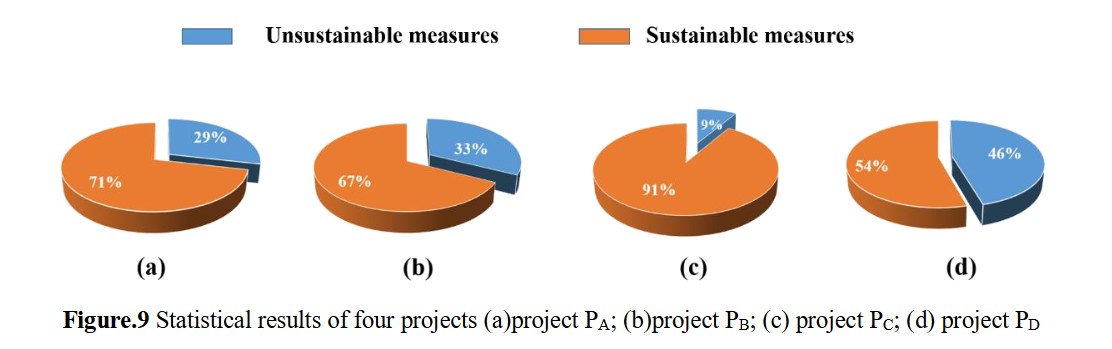 Unsustainable measures Sustainable measures
29% 33% 9% 46%
71% 67% 91% 54%
(a) (b) (c) (d)
Figure.9 Statistical results of four projects (a)project PA; (b)project PB; (c) project PC; (d) project PD